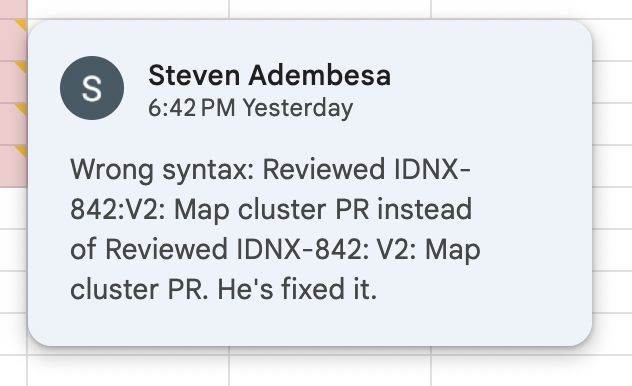 S
Steven Adembesa
6:42 PM Yesterday
Wrong syntax: Reviewed IDNX-
842:V2: Map cluster PR instead
of Reviewed IDNX-842: V2: Map
cluster PR. He's fixed it.